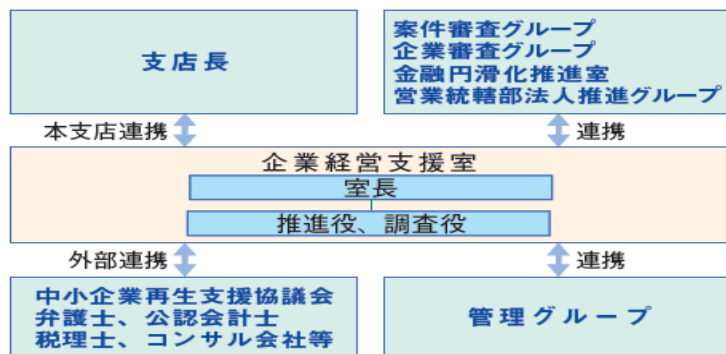 支店長
案件審査グループ
企業審査グループ
金融円滑化推進室
営業統轄部法人推進グループ
本支店連携
連携
企業経営支援室
室長
推進役、調査役
外部連携
連携
中小企業再生支援協議会
弁護士、公認会計士
税理士、コンサル会社等
管理グループ